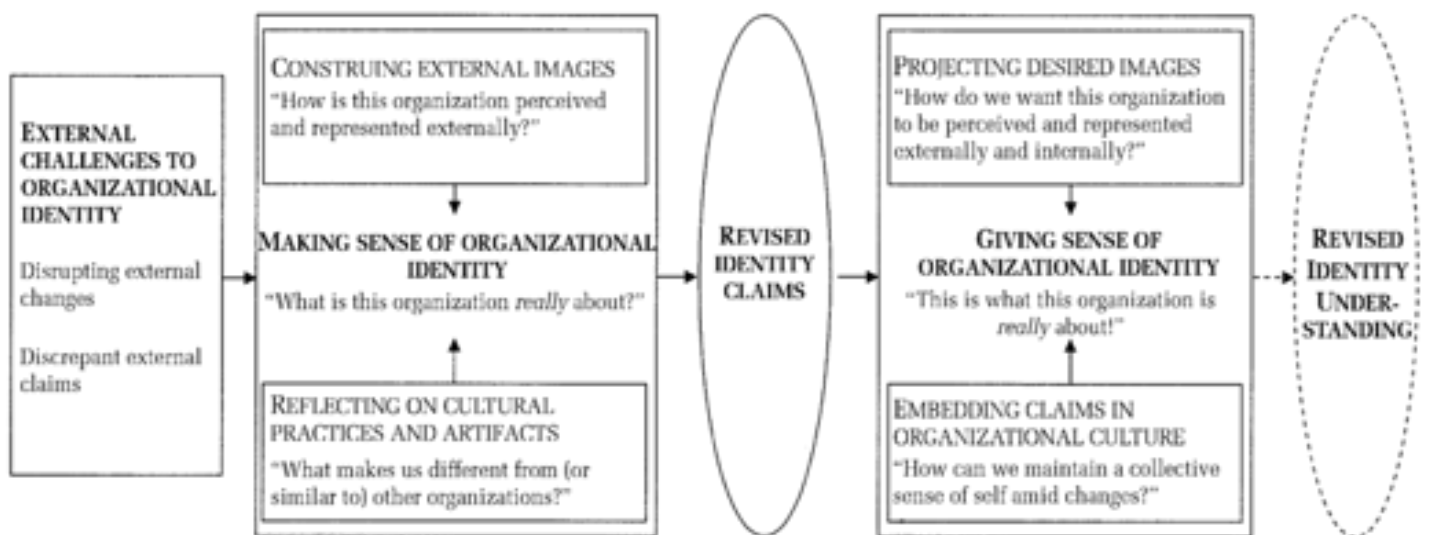 EXTERNAL
CHALLENGES TO
ORGANIZATIONAL
IDENTITY
Disrupting external
changes
Discrepant external
claims
CONSTRUING EXTERNAL IMAGES
“How is this organization perceived
and represented externally?”
MAKING SENSE OF ORGANIZATIONAL
IDENTITY
“What is this organization really about?”
REFLECTING ON CULTURAL
PRACTICES AND ARTIFACTS
“What makes us different from (or
similar to) other organizations?”
REVISED
IDENTITY
CLAIMS
PROJECTING DESIRED IMAGES
“How do we want this organization
to be perceived and represented
externally and internally?”
GIVING SENSE OF
ORGANIZATIONAL IDENTITY
“This is what this organization is
really about!”
EMBEDDING CLAIMS IN
ORGANIZATIONAL CULTURE
“How can we maintain a collective
sense of self amid changes?”
REVISED
IDENTITY
UNDER-
STANDING